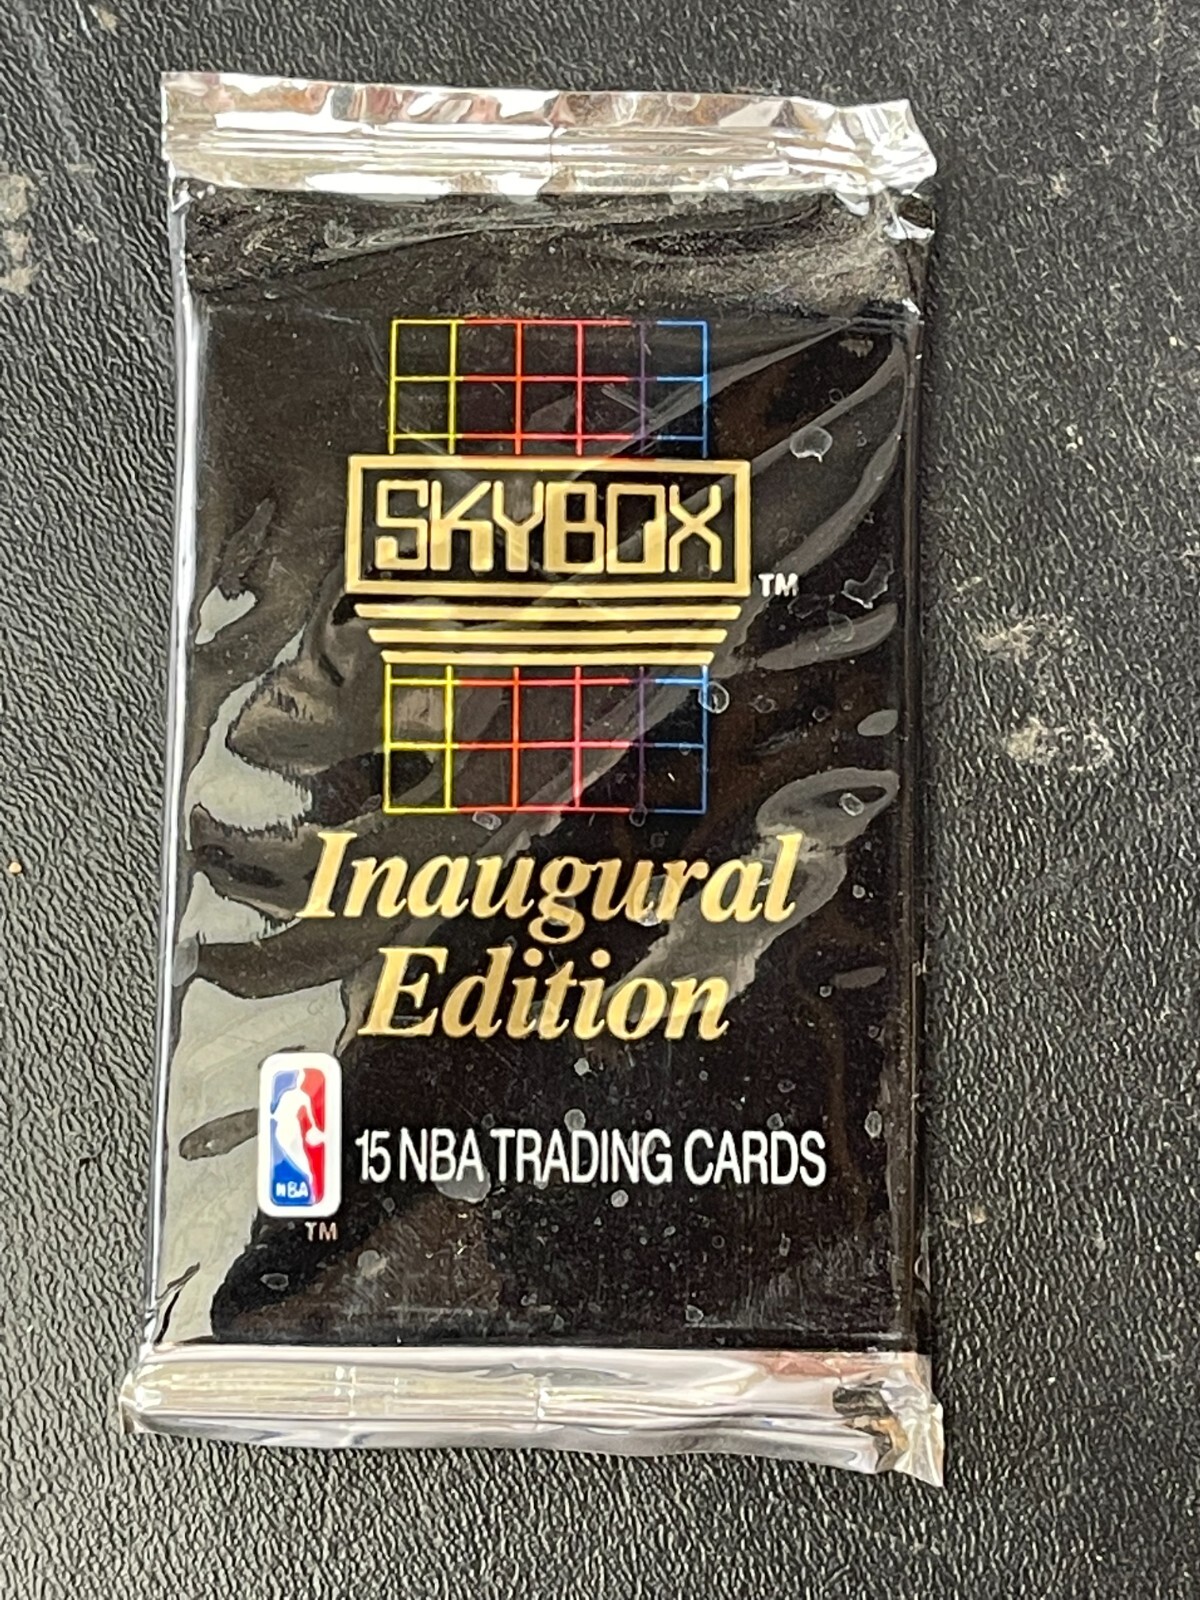 SKYBOX
TM
Inaugural
Edition
NBA
15 NBA TRADING CARDS
TM